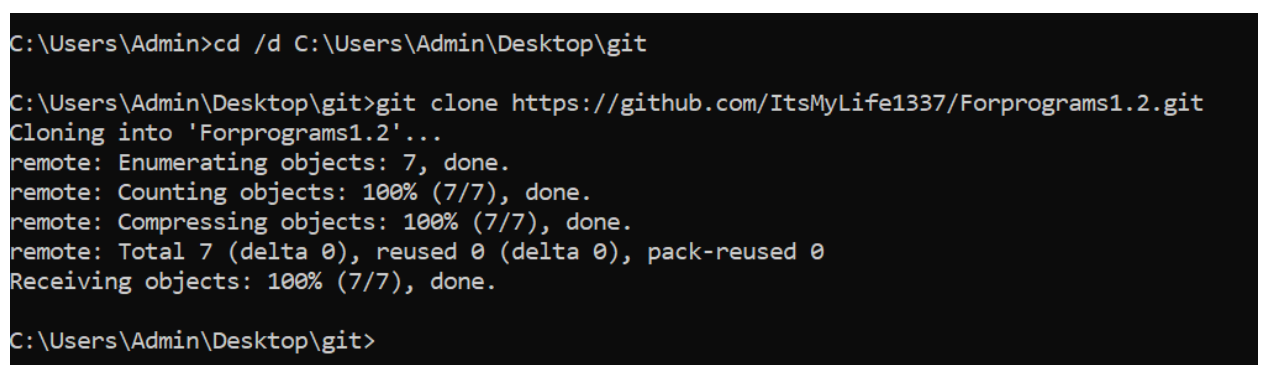 C:\Users\Admin>cd /d C:\Users\Admin\Desktop\git
C:\Users\Admin\Desktop\git>git clone https://github.com/ItsMyLife1337/Forprograms1.2.git
Cloning into 'Forprograms1.2'...
remote: Enumerating objects: 7, done.
remote: Counting objects: 100% (7/7), done.
remote: Compressing objects: 100% (7/7), done.
remote: Total 7 (delta 0), reused 0 (delta 0), pack-reused 0
Receiving objects: 100% (7/7), done.
C:\Users\Admin\Desktop\git>